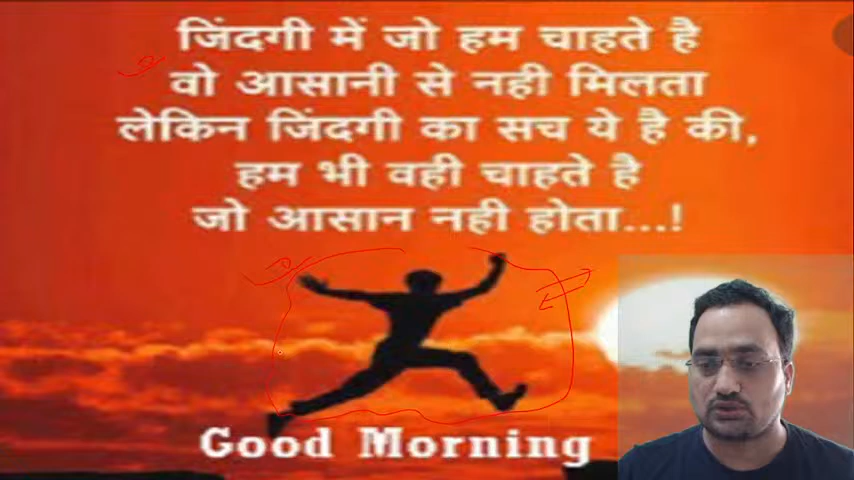 जिंदगी में जो हम चाहते है
वो आसानी से नही मिलता
लेकिन जिंदगी का सच ये है की,
हम भी वही चाहते है
जो आसान नही होता...!
Good Morning